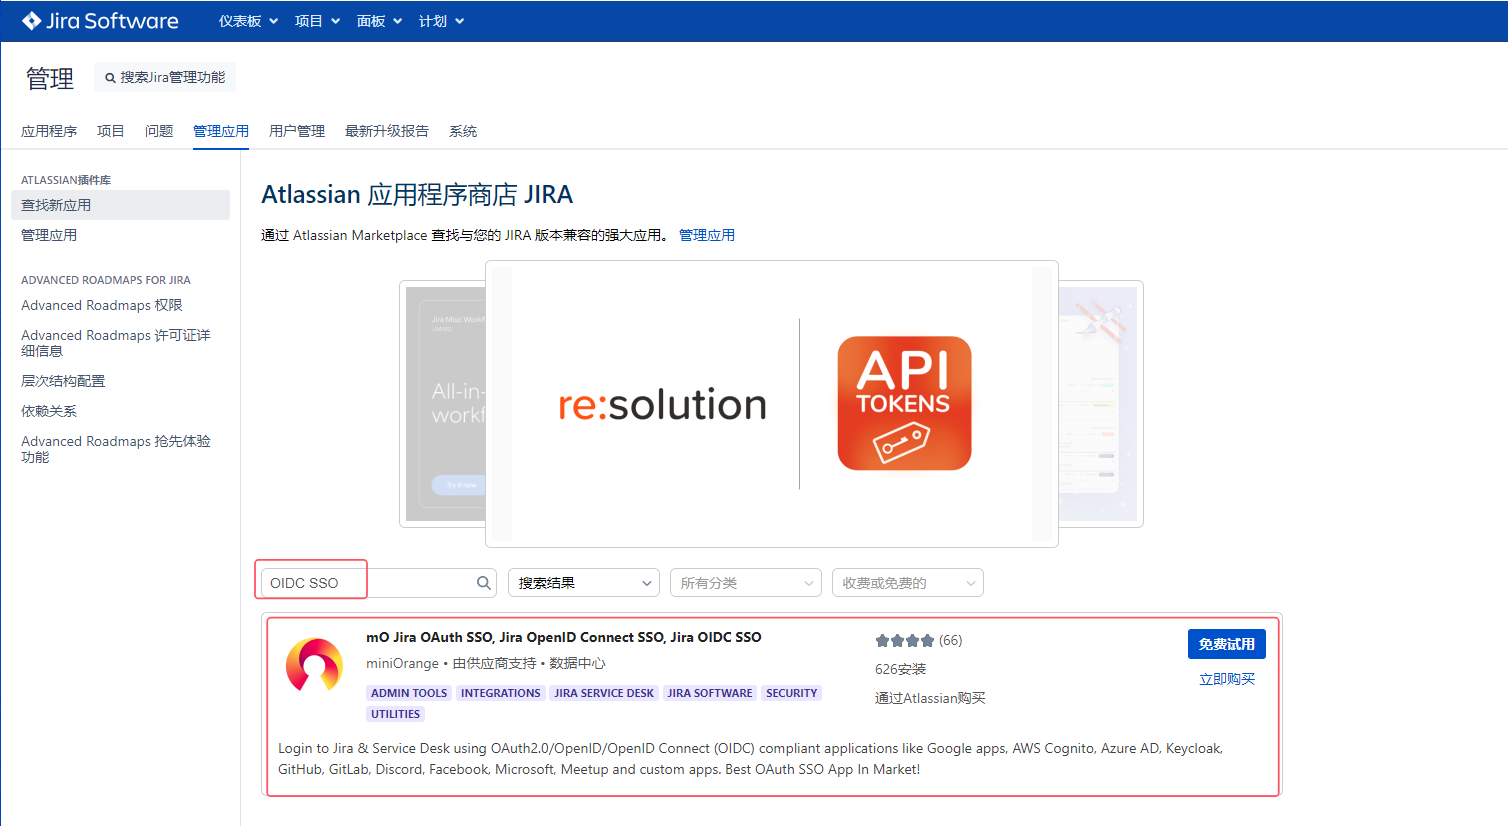 Jira Software 仪表板 项目 面板 计划
管理 搜索Jira管理功能
应用程序 项目 问题 管理应用 用户管理 最新升级报告 系统
ATLASSIAN插件库
查找新应用
管理应用
ADVANCED ROADMAPS FOR JIRA
Advanced Roadmaps 权限
Advanced Roadmaps 许可证详
细信息
层次结构配置
依赖关系
Advanced Roadmaps 抢先体验
功能
Atlassian 应用程序商店 JIRA
通过 Atlassian Marketplace 查找与您的 JIRA 版本兼容的强大应用。 管理应用
Jira Misc Workf
All-in-
workf
Try it now
re:solution
API
TOKENS
OIDC SSO 搜索结果 所有分类 收费或免费的
mO Jira OAuth SSO, Jira OpenID Connect SSO, Jira OIDC SSO
miniOrange • 由供应商支持 • 数据中心
ADMIN TOOLS INTEGRATIONS JIRA SERVICE DESK JIRA SOFTWARE SECURITY
UTILITIES
(66)
626安装
通过Atlassian购买
免费试用
立即购买
Login to Jira & Service Desk using OAuth2.0/OpenID/OpenID Connect (OIDC) compliant applications like Google apps, AWS Cognito, Azure AD, Keycloak,
GitHub, GitLab, Discord, Facebook, Microsoft, Meetup and custom apps. Best OAuth SSO App In Market!